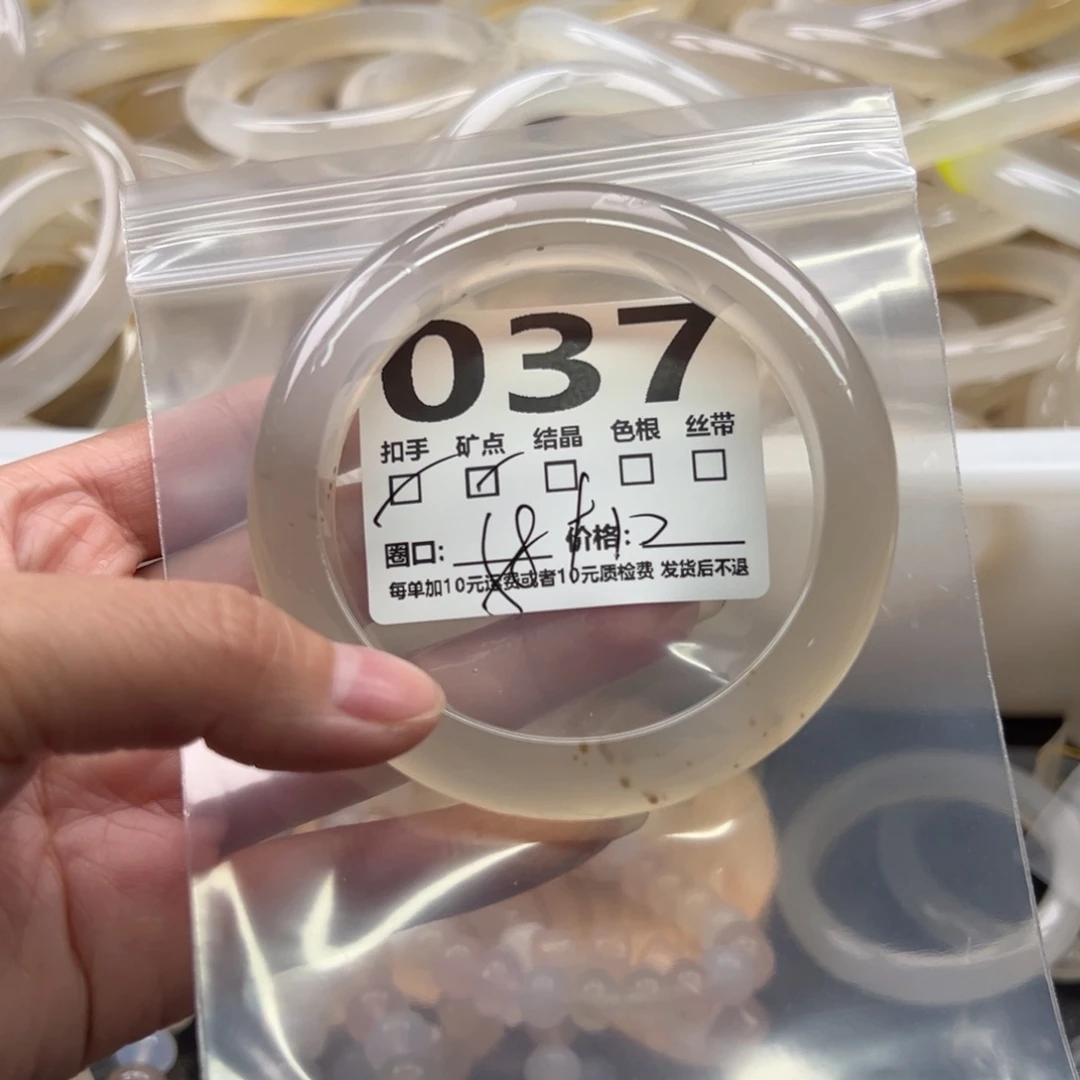 037
扣手 矿点 结晶 色根 丝带
圈口: 价格:
每单加10元运费或者10元质检费 发货后不退